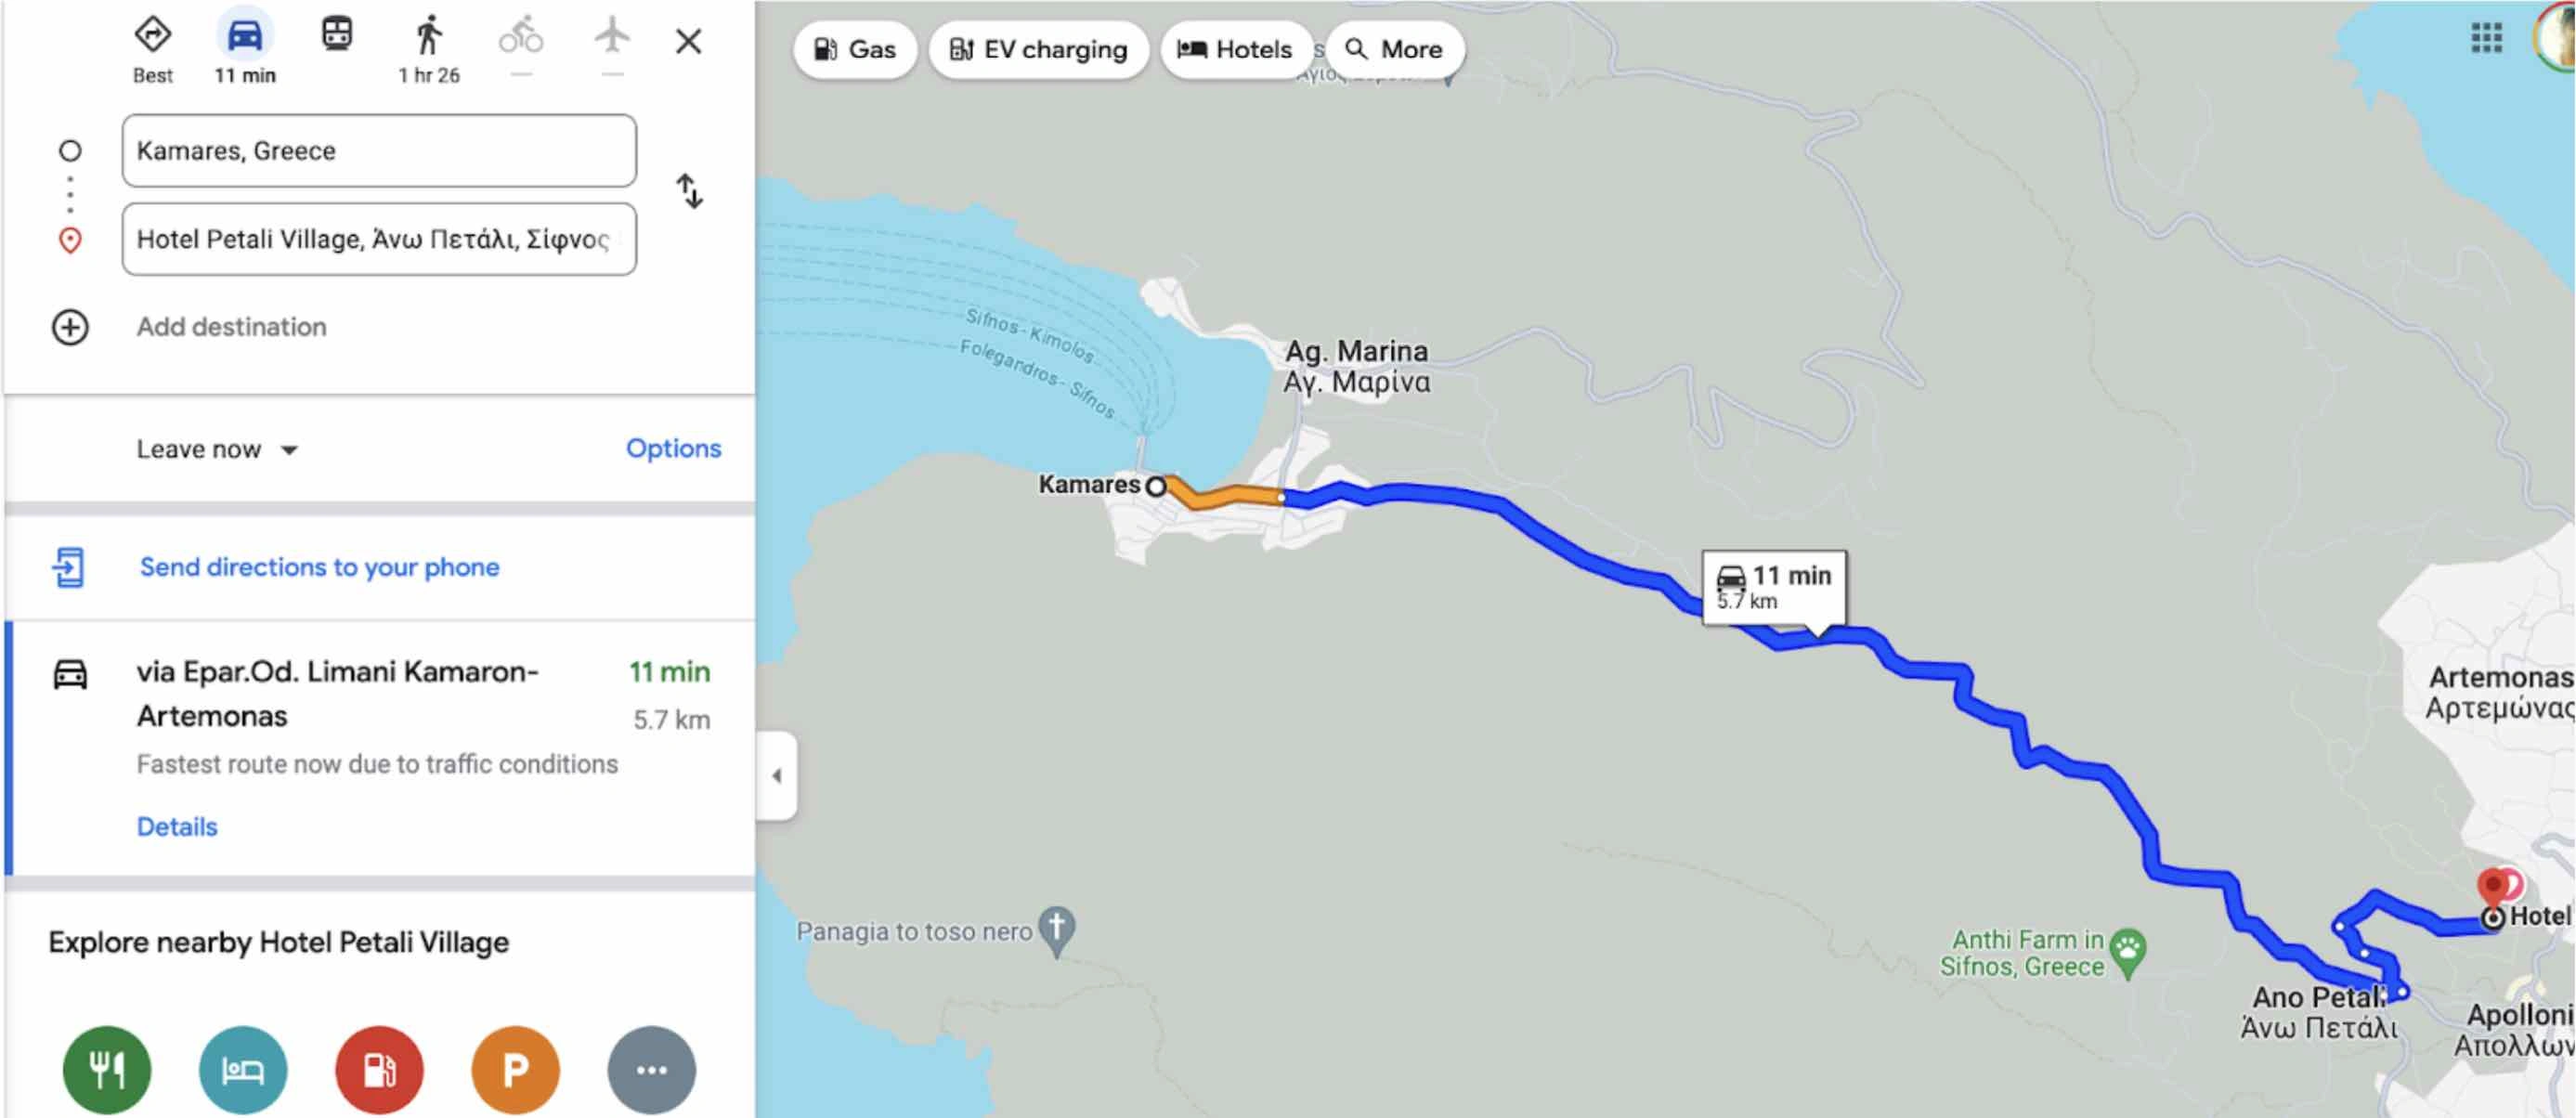 Best
11 min
1 hr 26
Kamares, Greece
Hotel Petali Village, Άνω Πετάλι, Σίφνος
Add destination
Leave now
Options
Send directions to your phone
via Epar.Od. Limani Kamaron-
Artemonas
11 min
5.7 km
Fastest route now due to traffic conditions
Details
Explore nearby Hotel Petali Village
P
Gas
EV charging
Hotels
More
Sifnos - Kimolos
Folegandros - Sifnos
Ag. Marina
Αγ. Μαρίνα
Kamares
11 min
5.7 km
Artemonas
Αρτεμώνας
Panagia to toso nero
Anthi Farm in
Sifnos, Greece
Hotel
Ano Petali
Άνω Πετάλι
Apolloni
Απολλων